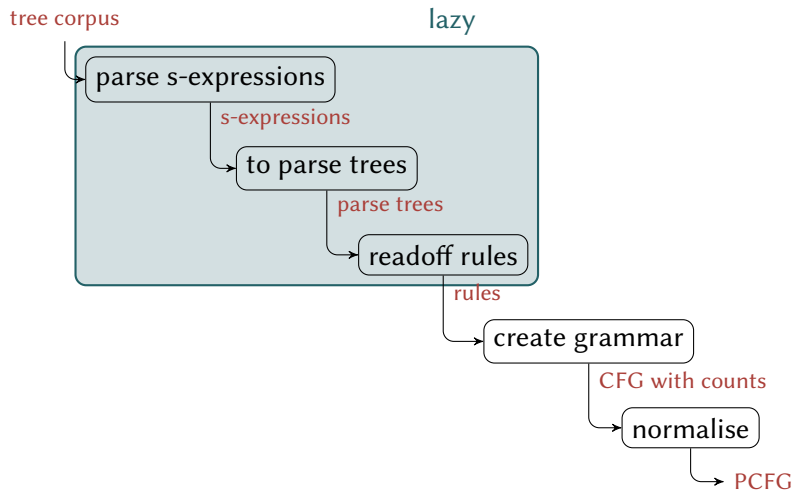 tree corpus
lazy
parse s-expressions
s-expressions
to parse trees
parse trees
readoff rules
rules
create grammar
CFG with counts
normalise
PCFG